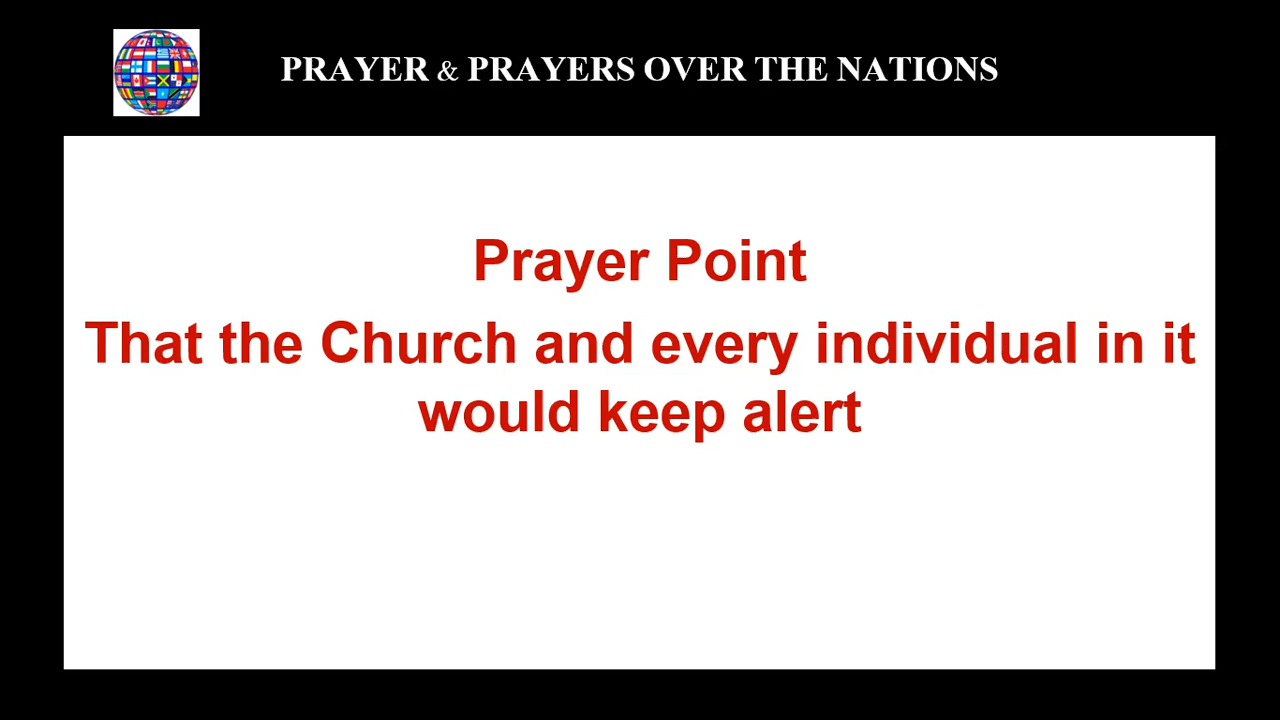 PRAYER & PRAYERS OVER THE NATIONS
Prayer Point
That the Church and every individual in it
would keep alert